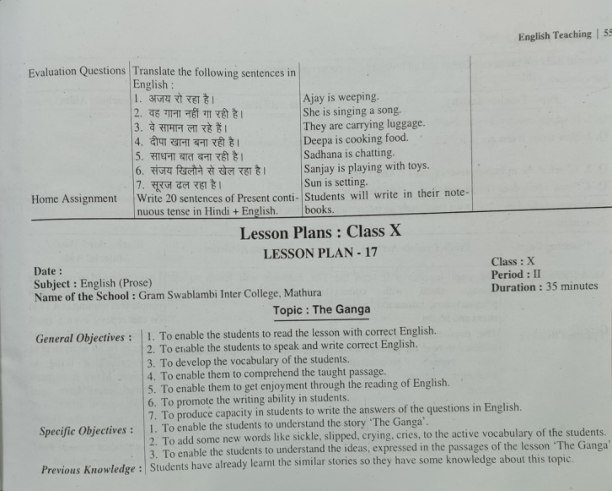 English Teaching | 55
Evaluation Questions Translate the following sentences in
English :
1. अजय रो रहा है। Ajay is weeping.
2. वह गाना नहीं गा रही है। She is singing a song.
3. वे सामान ला रहे हैं। They are carrying luggage.
4. दीपा खाना बना रही है। Deepa is cooking food.
5. साधना बात बना रही है। Sadhana is chatting.
6. संजय खिलौने से खेल रहा है। Sanjay is playing with toys.
7. सूरज ढल रहा है। Sun is setting.
Home Assignment Write 20 sentences of Present conti- Students will write in their note-
nuous tense in Hindi + English. books.
Lesson Plans : Class X
LESSON PLAN - 17
Date : Class : X
Subject : English (Prose) Period : II
Name of the School : Gram Swablambi Inter College, Mathura Duration : 35 minutes
Topic : The Ganga
General Objectives : 1. To enable the students to read the lesson with correct English.
2. To enable the students to speak and write correct English.
3. To develop the vocabulary of the students.
4. To enable them to comprehend the taught passage.
5. To enable them to get enjoyment through the reading of English.
6. To promote the writing ability in students.
7. To produce capacity in students to write the answers of the questions in English.
Specific Objectives : 1. To enable the students to understand the story 'The Ganga'.
2. To add some new words like sickle, slipped, crying, cries, to the active vocabulary of the students.
3. To enable the students to understand the ideas, expressed in the passages of the lesson 'The Ganga'
Previous Knowledge : Students have already learnt the similar stories so they have some knowledge about this topic.